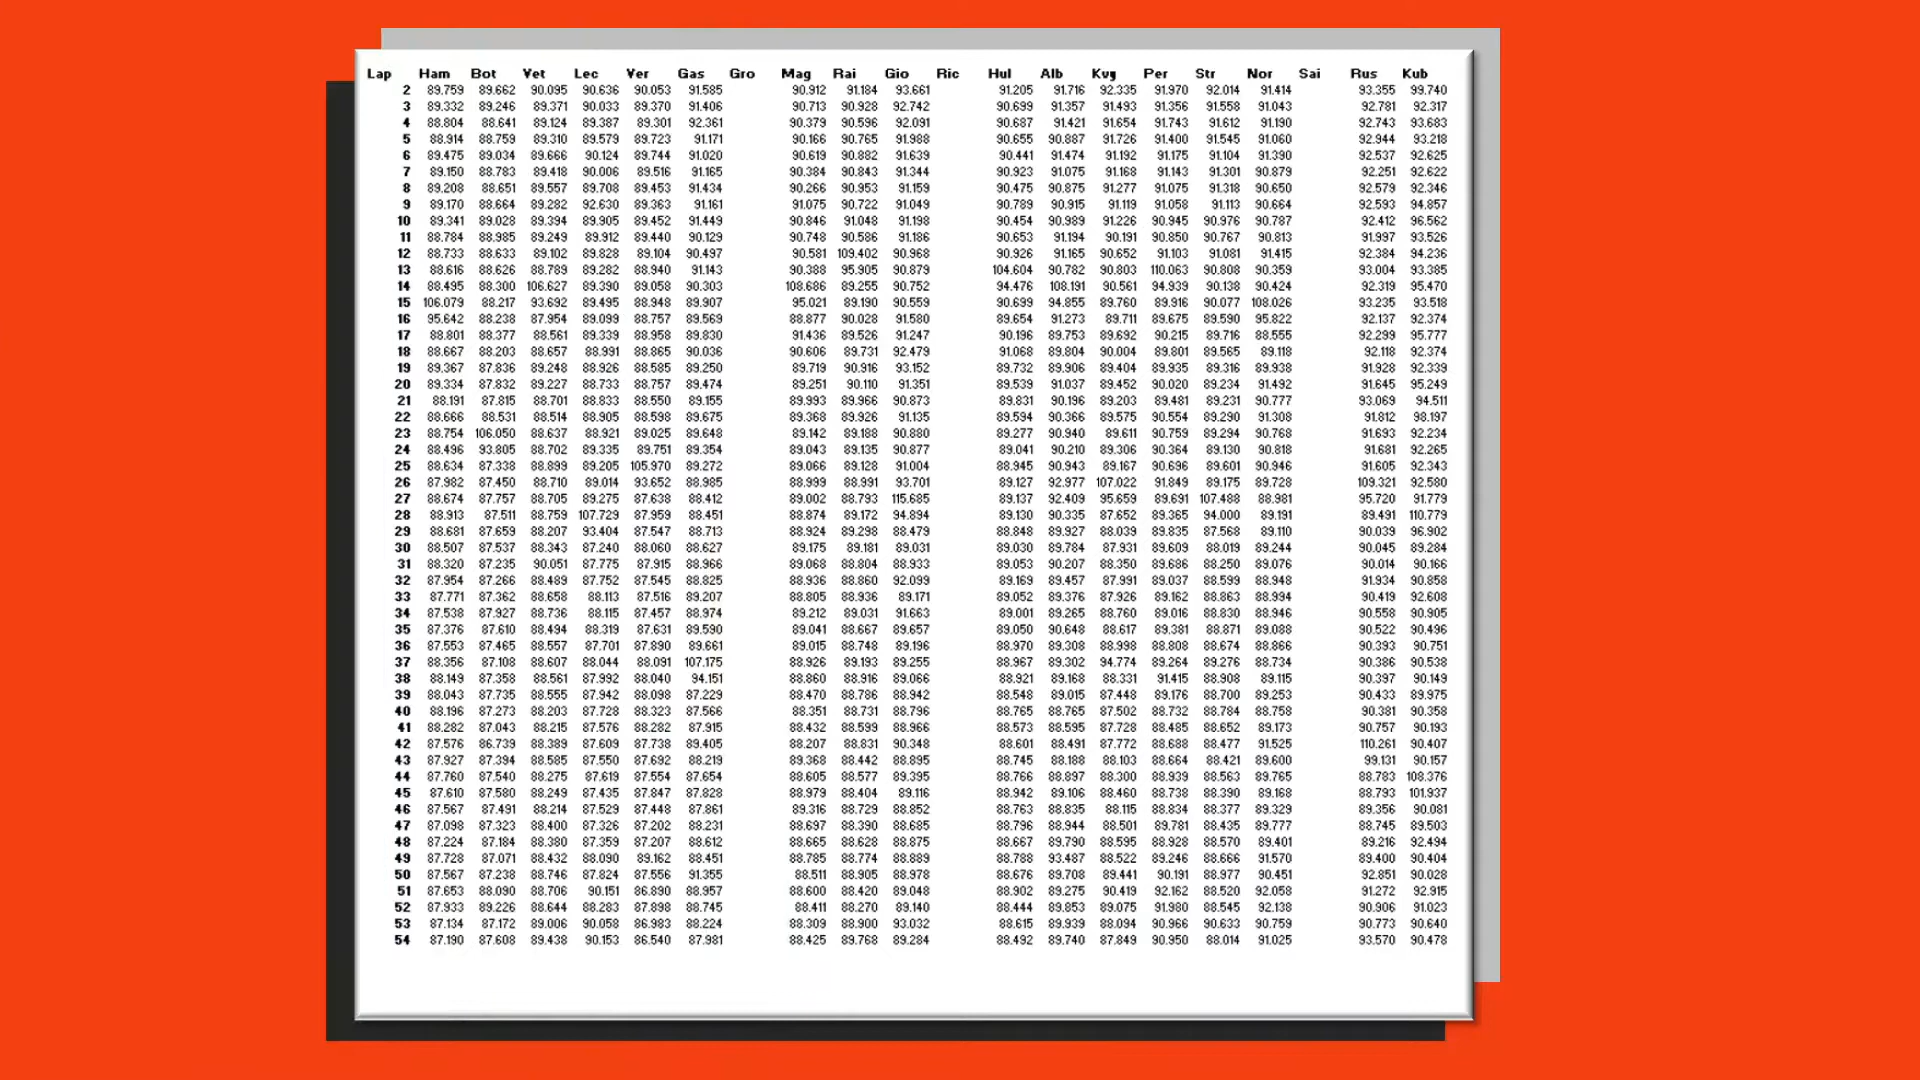 Lap Ham Bot Vet Lec Ver Gas Gro Mag Rai Gio Ric Hul Alb Kvy Per Str Nor Sai Rus Kub
2 89.759 89.662 90.095 90.636 90.053 91.585 90.912 91.184 93.661 91.205 91.716 92.335 91.970 92.014 91.414 93.355 99.740
3 89.332 89.246 89.371 90.033 89.370 91.406 90.713 90.928 92.742 90.699 91.357 91.493 91.356 91.558 91.043 92.781 92.317
4 88.804 88.641 89.124 89.387 89.301 92.361 90.379 90.596 92.091 90.687 91.421 91.654 91.743 91.612 91.190 92.743 93.683
5 88.914 88.759 89.310 89.579 89.723 91.171 90.166 90.765 91.988 90.655 90.887 91.726 91.400 91.545 91.060 92.944 93.218
6 89.475 89.034 89.666 90.124 89.744 91.020 90.619 90.882 91.639 90.441 91.474 91.192 91.175 91.104 91.390 92.537 92.625
7 89.150 88.783 89.418 90.006 89.516 91.165 90.384 90.843 91.344 90.923 91.075 91.168 91.143 91.301 90.879 92.251 92.622
8 89.208 88.651 89.557 89.708 89.453 91.434 90.266 90.953 91.159 90.475 90.875 91.277 91.075 91.318 90.650 92.579 92.346
9 89.170 88.664 89.282 92.630 89.363 91.161 91.075 90.722 91.049 90.789 90.915 91.119 91.058 91.113 90.664 92.593 94.857
10 89.341 89.028 89.394 89.905 89.452 91.449 90.846 91.048 91.198 90.454 90.989 91.226 90.945 90.976 90.787 92.412 96.562
11 88.784 88.985 89.249 89.912 89.440 90.129 90.748 90.586 91.186 90.653 91.194 90.191 90.850 90.767 90.813 91.997 93.526
12 88.733 88.633 89.102 89.828 89.104 90.497 90.581 109.402 90.968 90.926 91.165 90.652 91.103 91.081 91.415 92.384 94.236
13 88.616 88.626 88.789 89.282 88.940 91.143 90.388 95.905 90.879 104.604 90.782 90.803 110.063 90.808 90.359 93.004 93.385
14 88.495 88.300 106.627 89.390 89.058 90.303 108.686 89.255 90.752 94.476 108.191 90.561 94.939 90.138 90.424 92.319 95.470
15 106.079 88.217 93.692 89.495 88.948 89.907 95.021 89.190 90.559 90.699 94.855 89.760 89.916 90.077 108.026 93.235 93.518
16 95.642 88.238 87.954 89.099 88.757 89.569 88.877 90.028 91.580 89.654 91.273 89.711 89.675 89.590 95.822 92.137 92.374
17 88.801 88.377 88.561 89.339 88.958 89.830 91.436 89.526 91.247 90.196 89.753 89.692 90.215 89.716 88.555 92.299 95.777
18 88.667 88.203 88.657 88.991 88.865 90.036 90.606 89.731 92.479 91.068 89.804 90.004 89.801 89.565 89.118 92.118 92.374
19 89.367 87.836 89.248 88.926 88.585 89.250 89.719 90.916 93.152 89.732 89.906 89.404 89.935 89.316 89.938 91.928 92.339
20 89.334 87.832 89.227 88.733 88.757 89.474 89.251 90.110 91.351 89.539 91.037 89.452 90.020 89.234 91.492 91.645 95.249
21 88.191 87.815 88.701 88.833 88.550 89.155 89.993 89.966 90.873 89.831 90.196 89.203 89.481 89.231 90.777 93.069 94.511
22 88.666 88.531 88.514 88.905 88.598 89.675 89.368 89.926 91.135 89.594 90.366 89.575 90.554 89.290 91.308 91.812 98.197
23 88.754 106.050 88.637 88.921 89.025 89.648 89.142 89.188 90.880 89.277 90.940 89.611 90.759 89.294 90.768 91.693 92.234
24 88.496 93.805 88.702 89.335 89.751 89.354 89.043 89.135 90.877 89.041 90.210 89.306 90.364 89.130 90.818 91.681 92.265
25 88.634 87.338 88.899 89.205 105.970 89.272 89.066 89.128 91.004 88.945 90.943 89.167 90.696 89.601 90.946 91.605 92.343
26 87.982 87.450 88.710 89.014 93.652 88.985 88.999 88.991 93.701 89.127 92.977 107.022 91.849 89.175 89.728 109.321 92.580
27 88.674 87.757 88.705 89.275 87.638 88.412 89.002 88.793 115.685 89.137 92.409 95.659 89.691 107.488 88.981 95.720 91.779
28 88.913 87.511 88.759 107.729 87.959 88.451 88.874 89.172 94.894 89.130 90.335 87.652 89.365 94.000 89.191 89.491 110.779
29 88.681 87.659 88.207 93.404 87.547 88.713 88.924 89.298 88.479 88.848 89.927 88.039 89.835 87.568 89.110 90.039 96.902
30 88.507 87.537 88.343 87.240 88.060 88.627 89.175 89.181 89.031 89.030 89.784 87.931 89.609 88.019 89.244 90.045 89.284
31 88.320 87.235 90.051 87.775 87.915 88.966 89.068 88.804 88.933 89.053 90.207 88.350 89.686 88.250 89.076 90.014 90.166
32 87.954 87.266 88.489 87.752 87.545 88.825 88.936 88.860 92.099 89.169 89.457 87.991 89.037 88.599 88.948 91.934 90.858
33 87.771 87.362 88.658 88.113 87.516 89.207 88.805 88.936 89.171 89.052 89.376 87.926 89.162 88.863 88.994 90.419 92.608
34 87.538 87.927 88.736 88.115 87.457 88.974 89.212 89.031 91.663 89.001 89.265 88.760 89.016 88.830 88.946 90.558 90.905
35 87.376 87.610 88.494 88.319 87.631 89.590 89.041 88.667 89.657 89.050 90.648 88.617 89.381 88.871 89.088 90.522 90.496
36 87.553 87.465 88.557 87.701 87.890 89.661 89.015 88.748 89.196 88.970 89.308 88.998 88.808 88.674 88.866 90.393 90.751
37 88.356 87.108 88.607 88.044 88.091 107.175 88.926 89.193 89.255 88.967 89.302 94.774 89.264 89.276 88.734 90.386 90.538
38 88.149 87.358 88.561 87.992 88.040 94.151 88.860 88.916 89.066 88.921 89.168 88.331 91.415 88.908 89.115 90.397 90.149
39 88.043 87.735 88.555 87.942 88.098 87.229 88.470 88.786 88.942 88.548 89.015 87.448 89.176 88.700 89.253 90.433 89.975
40 88.196 87.273 88.203 87.728 88.323 87.566 88.351 88.731 88.796 88.765 88.765 87.502 88.732 88.784 88.758 90.381 90.358
41 88.282 87.043 88.215 87.576 88.282 87.915 88.432 88.599 88.966 88.573 88.595 87.728 88.485 88.652 89.173 90.757 90.193
42 87.576 86.739 88.389 87.609 87.738 89.405 88.207 88.831 90.348 88.601 88.491 87.772 88.688 88.477 91.525 110.261 90.407
43 87.927 87.394 88.585 87.550 87.692 88.219 89.368 88.442 88.895 88.745 88.188 88.103 88.664 88.421 89.600 99.131 90.157
44 87.760 87.540 88.275 87.619 87.554 87.654 88.605 88.577 89.395 88.766 88.897 88.300 88.939 88.563 89.765 88.783 108.376
45 87.610 87.580 88.249 87.435 87.847 87.828 88.979 88.404 89.116 88.942 89.106 88.460 88.738 88.390 89.168 88.793 101.937
46 87.567 87.491 88.214 87.529 87.448 87.861 89.316 88.729 88.852 88.763 88.835 88.115 88.834 88.377 89.329 89.356 90.081
47 87.098 87.323 88.400 87.326 87.202 88.231 88.697 88.390 88.685 88.796 88.944 88.501 89.781 88.435 89.777 88.745 89.503
48 87.224 87.184 88.380 87.359 87.207 88.612 88.665 88.628 88.875 88.667 89.790 88.595 88.928 88.570 89.401 89.216 92.494
49 87.728 87.071 88.432 88.090 89.162 88.451 88.785 88.774 88.889 88.788 93.487 88.522 89.246 88.666 91.570 89.400 90.404
50 87.567 87.238 88.746 87.824 87.556 91.355 88.511 88.905 88.978 88.676 89.708 89.441 90.191 88.977 90.451 92.851 90.028
51 87.653 88.090 88.706 90.151 86.890 88.957 88.600 88.420 89.048 88.902 89.275 90.419 92.162 88.520 92.058 91.272 92.915
52 87.933 89.226 88.644 88.283 87.898 88.745 88.411 88.270 89.140 88.444 89.853 89.075 91.980 88.545 92.138 90.906 91.023
53 87.134 87.172 89.006 90.058 86.983 88.224 88.309 88.900 93.032 88.615 89.939 88.094 90.966 90.633 90.759 90.773 90.640
54 87.190 87.608 89.438 90.153 86.540 87.981 88.425 89.768 89.284 88.492 89.740 87.849 90.950 88.014 91.025 93.570 90.478